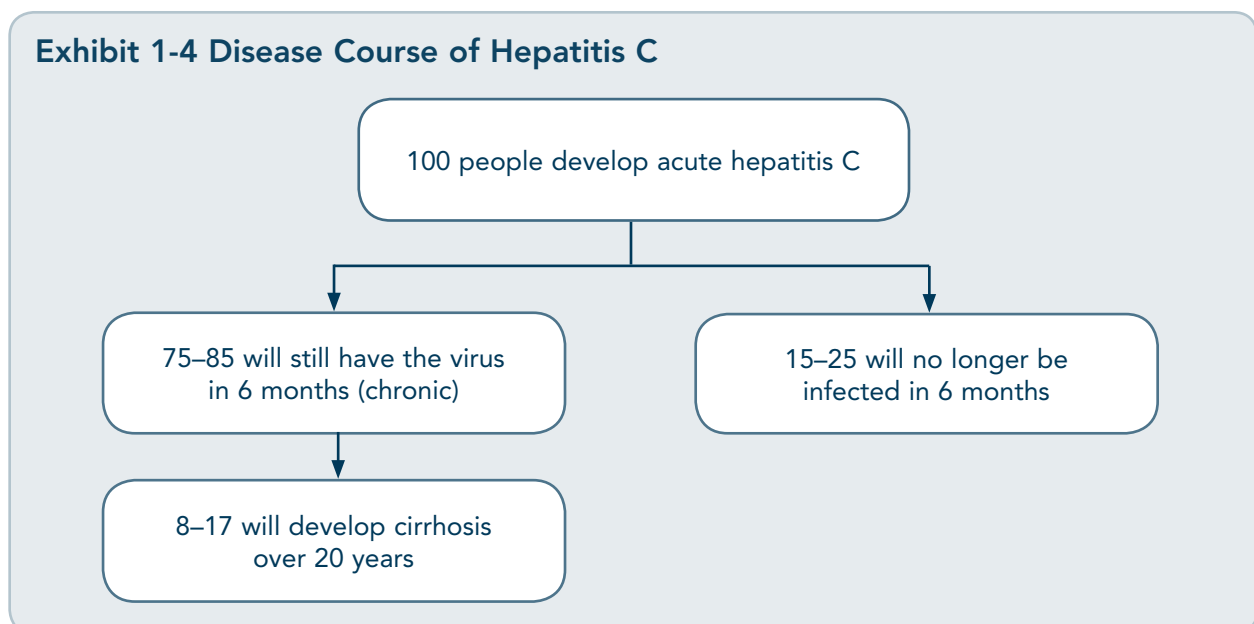 Exhibit 1-4 Disease Course of Hepatitis C
100 people develop acute hepatitis C
75–85 will still have the virus
in 6 months (chronic)
15–25 will no longer be
infected in 6 months
8–17 will develop cirrhosis
over 20 years